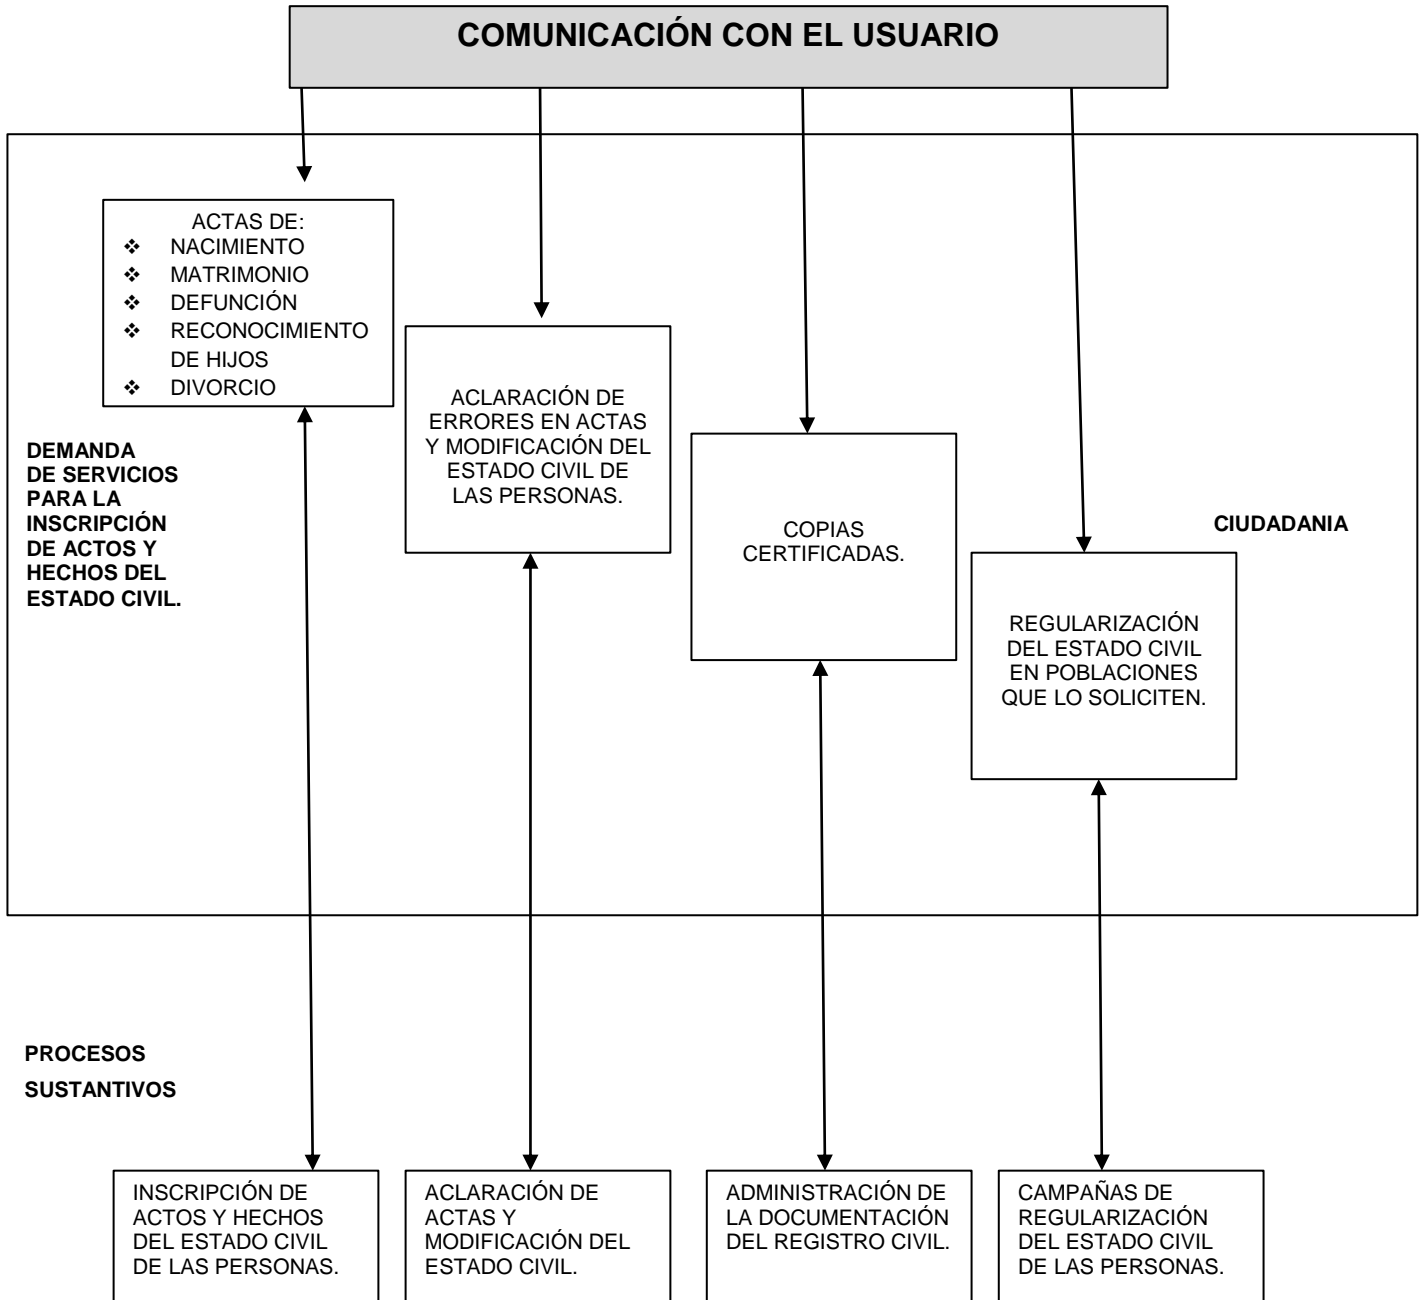 COMUNICACIÓN CON EL USUARIO
ACTAS DE:
❖ NACIMIENTO
❖ MATRIMONIO
❖ DEFUNCIÓN
❖ RECONOCIMIENTO
DE HIJOS
❖ DIVORCIO
ACLARACIÓN DE
ERRORES EN ACTAS
Y MODIFICACIÓN DEL
ESTADO CIVIL DE
LAS PERSONAS.
DEMANDA
DE SERVICIOS
PARA LA
INSCRIPCIÓN
DE ACTOS Y
HECHOS DEL
ESTADO CIVIL.
COPIAS
CERTIFICADAS.
CIUDADANIA
REGULARIZACIÓN
DEL ESTADO CIVIL
EN POBLACIONES
QUE LO SOLICITEN.
PROCESOS
SUSTANTIVOS
INSCRIPCIÓN DE
ACTOS Y HECHOS
DEL ESTADO CIVIL
DE LAS PERSONAS.
ACLARACIÓN DE
ACTAS Y
MODIFICACIÓN DEL
ESTADO CIVIL.
ADMINISTRACIÓN DE
LA DOCUMENTACIÓN
DEL REGISTRO CIVIL.
CAMPAÑAS DE
REGULARIZACIÓN
DEL ESTADO CIVIL
DE LAS PERSONAS.